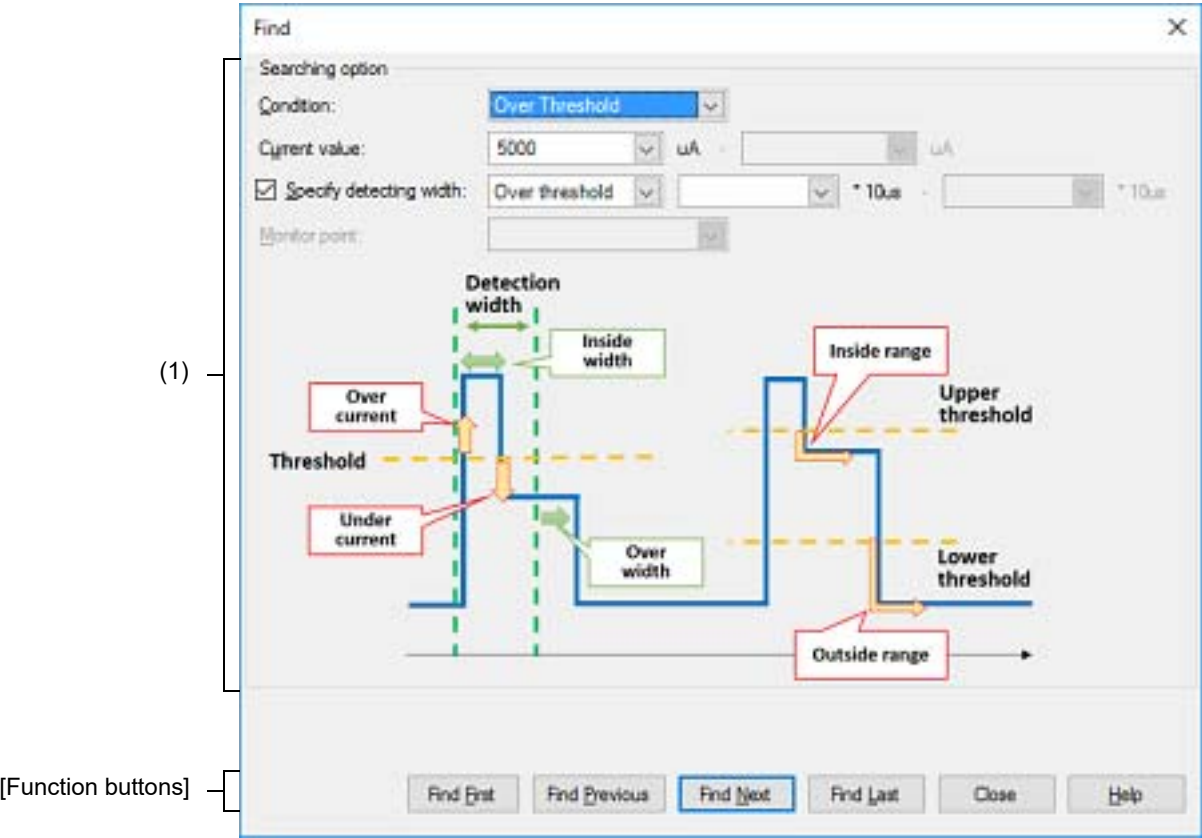 Find
Searching option
Condition: Over Threshold
Current value: 5000 uA - uA
Specify detecting width: Over threshold * 10us - * 10us
Monitor point:
Detection
width
Inside
width
Inside range
Over
current
Upper
threshold
Threshold
Under
current
Over
width
Lower
threshold
Outside range
(1)
[Function buttons]
Find First Find Previous Find Next Find Last Close Help